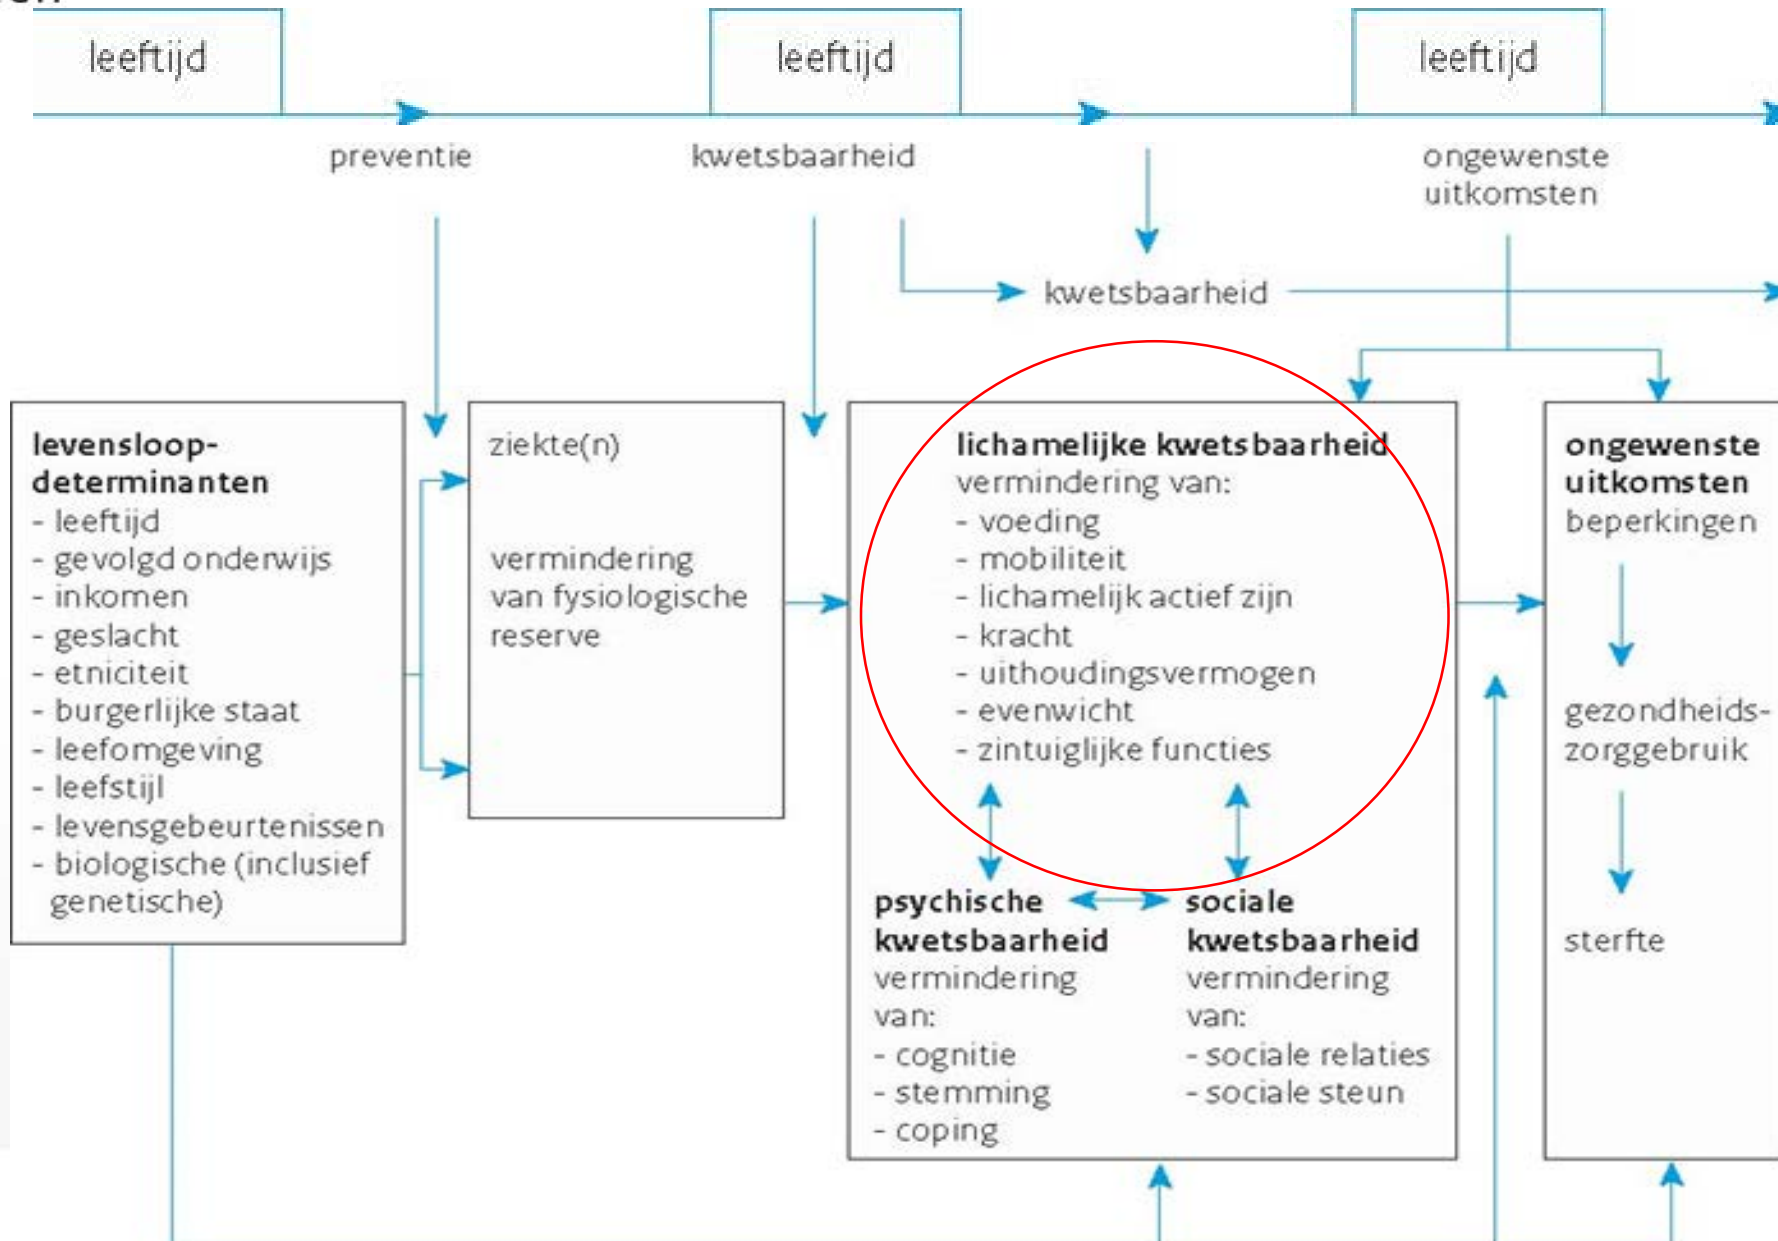 leeftijd
leeftijd
leeftijd
preventie
kwetsbaarheid
ongewenste
uitkomsten
kwetsbaarheid
levensloop-
determinanten
- leeftijd
- gevolgd onderwijs
- inkomen
- geslacht
- etniciteit
- burgerlijke staat
- leefomgeving
- leefstijl
- levensgebeurtenissen
- biologische (inclusief
genetische)
ziekte(n)
vermindering
van fysiologische
reserve
lichamelijke kwetsbaarheid
vermindering van:
- voeding
- mobiliteit
- lichamelijk actief zijn
- kracht
- uithoudingsvermogen
- evenwicht
- zintuiglijke functies
psychische
kwetsbaarheid
vermindering
van:
- cognitie
- stemming
- coping
sociale
kwetsbaarheid
vermindering
van:
- sociale relaties
- sociale steun
ongewenste
uitkomsten
beperkingen
gezondheids-
zorggebruik
sterfte